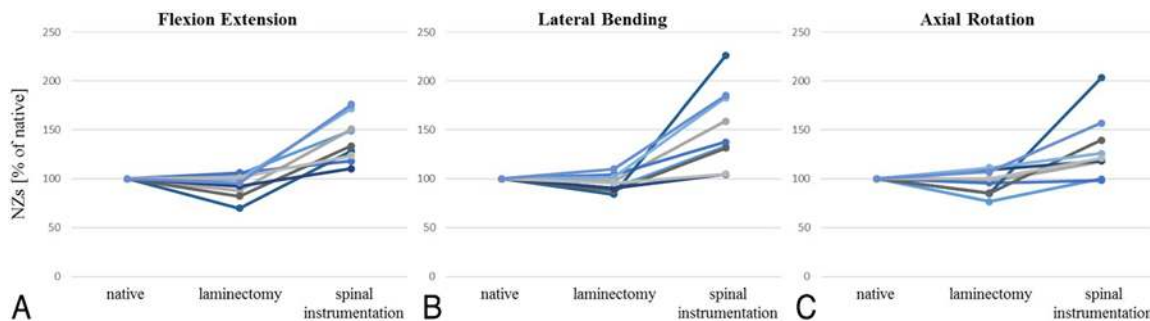 Flexion Extension
Lateral Bending
Axial Rotation
NZs [% of native]
250
200
150
100
50
0
native
laminectomy
spinal
instrumentation
A
250
200
150
100
50
0
native
laminectomy
spinal
instrumentation
B
250
200
150
100
50
0
native
laminectomy
spinal
instrumentation
C